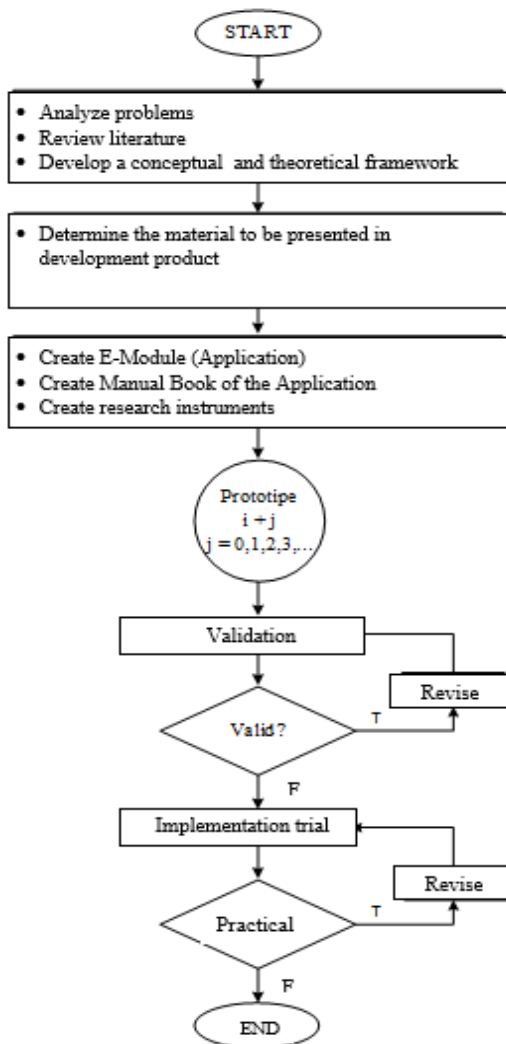 START
• Analyze problems
• Review literature
• Develop a conceptual and theoretical framework
• Determine the material to be presented in
development product
• Create E-Module (Application)
• Create Manual Book of the Application
• Create research instruments
Prototipe
i + j
j = 0,1,2,3,...
Validation
Revise
Valid?
T
F
Implementation trial
Revise
Practical
T
F
END